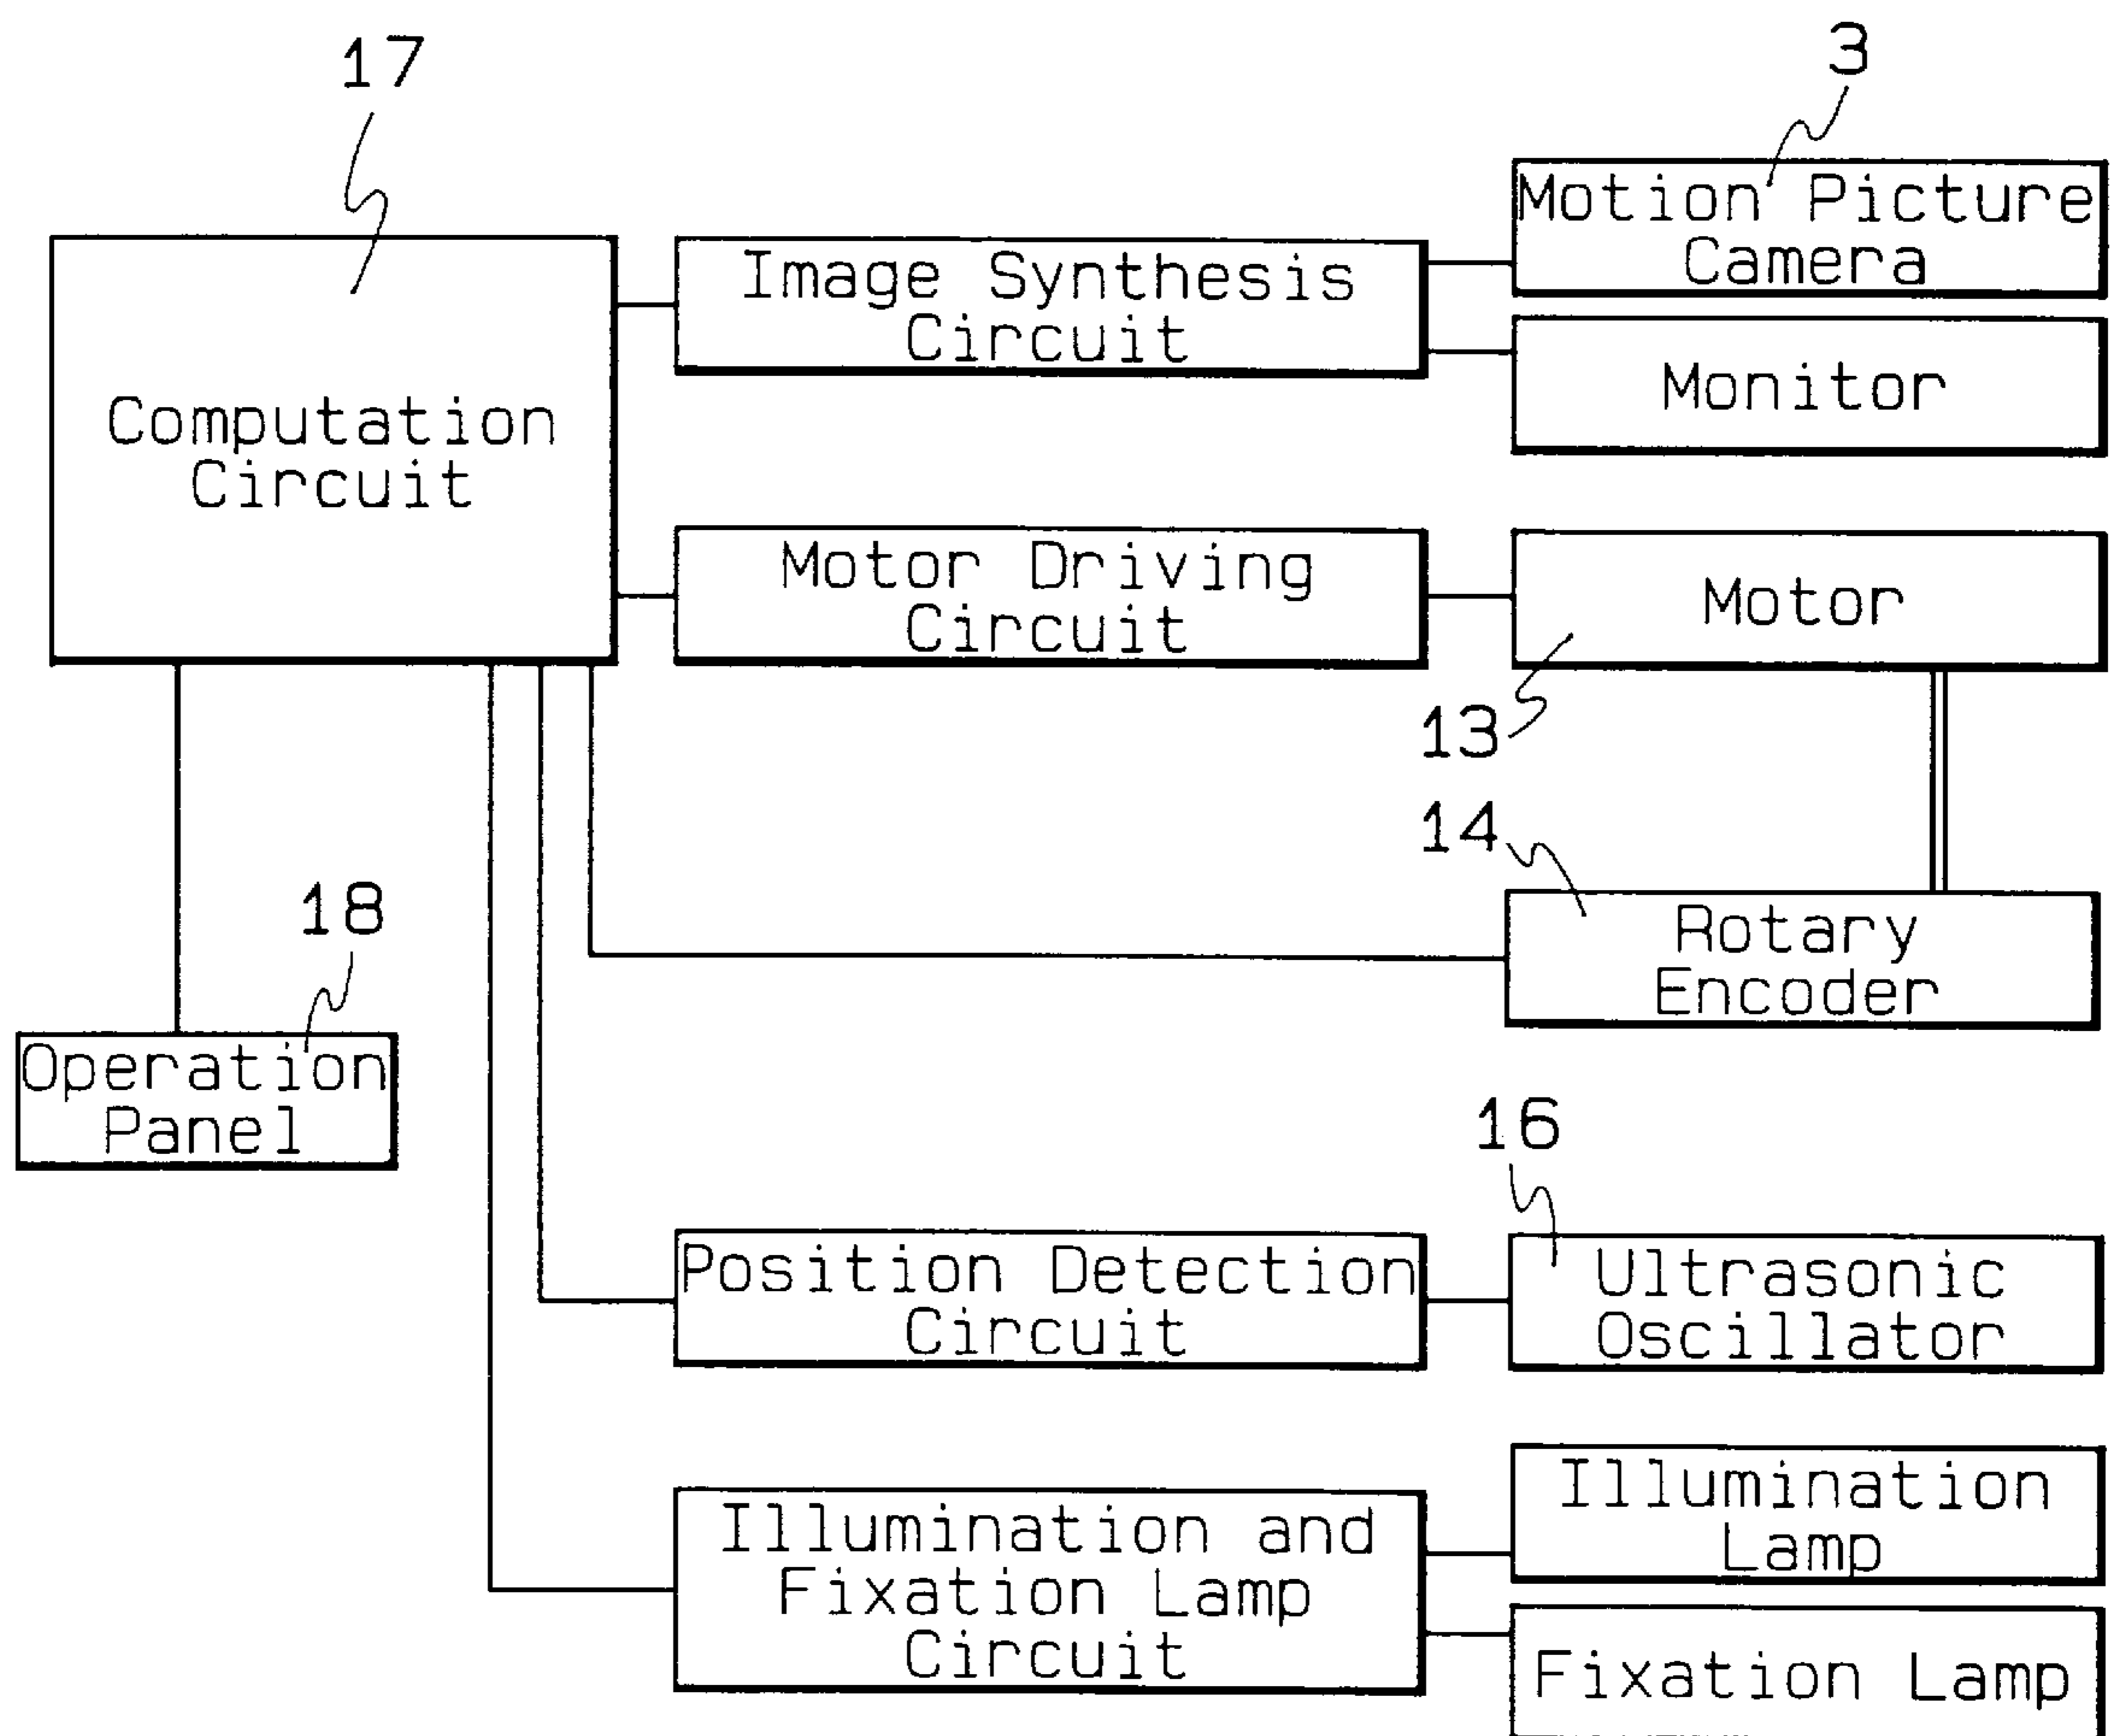 17
3
Motion Picture
Camera
Image Synthesis
Circuit
Monitor
Computation
Circuit
Motor Driving
Circuit
Motor
13
14
18
Rotary
Encoder
Operation
Panel
16
Position Detection
Circuit
Ultrasonic
Oscillator
Illumination
Lamp
Illumination and
Fixation Lamp
Circuit
Fixation Lamp